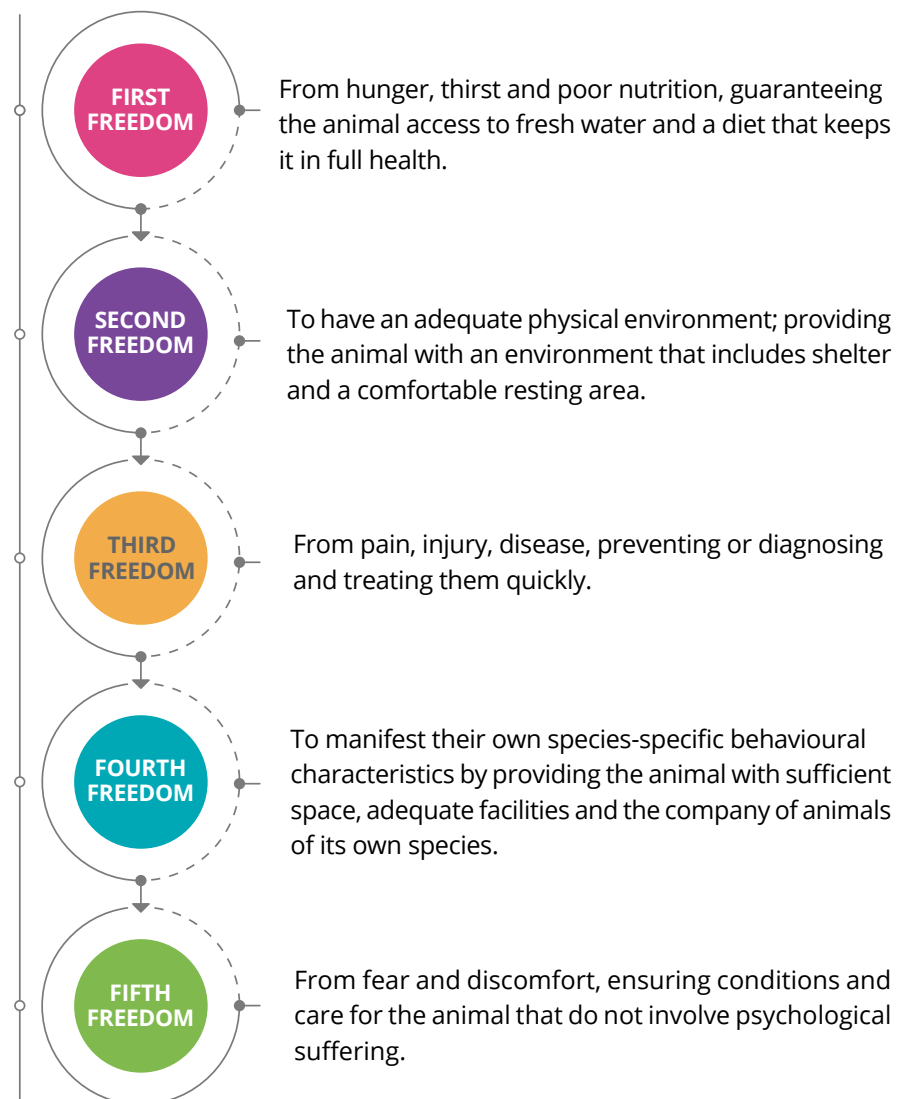 FIRST
FREEDOM
From hunger, thirst and poor nutrition, guaranteeing
the animal access to fresh water and a diet that keeps
it in full health.
SECOND
FREEDOM
To have an adequate physical environment; providing
the animal with an environment that includes shelter
and a comfortable resting area.
THIRD
FREEDOM
From pain, injury, disease, preventing or diagnosing
and treating them quickly.
FOURTH
FREEDOM
To manifest their own species-specific behavioural
characteristics by providing the animal with sufficient
space, adequate facilities and the company of animals
of its own species.
FIFTH
FREEDOM
From fear and discomfort, ensuring conditions and
care for the animal that do not involve psychological
suffering.